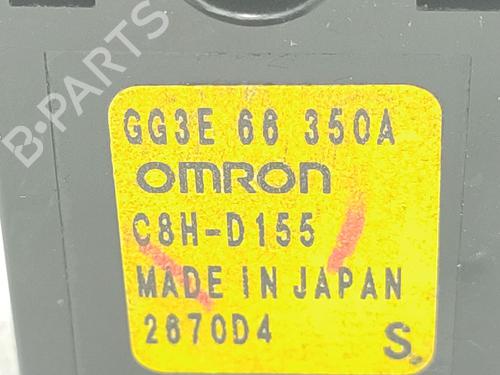 B-PARTS
GG3E 66 350A
OMRON
C8H-D155
MADE IN JAPAN
2670D4
S.